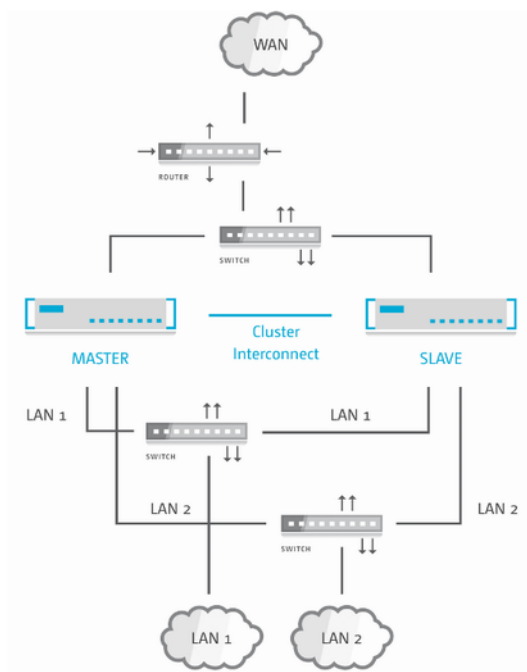 WAN
ROUTER
SWITCH
Cluster
Interconnect
MASTER
SLAVE
LAN 1
LAN 1
SWITCH
LAN 2
LAN 2
SWITCH
LAN 1
LAN 2